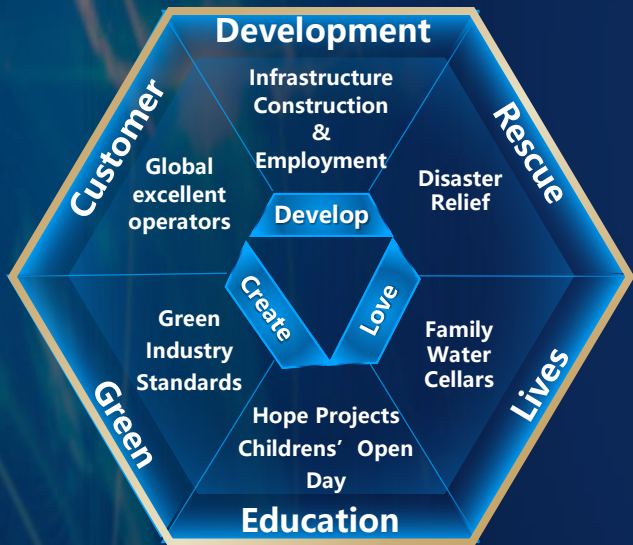 Development
Infrastructure
Construction
&
Employment
Customer
Global
excellent
operators
Rescue
Disaster
Relief
Develop
Create
Love
Green
Industry
Standards
Green
Family
Water
Cellars
Lives
Hope Projects
Childrens’ Open
Day
Education